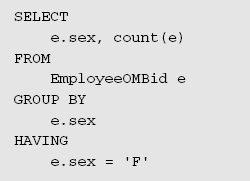 SELECT
    e.sex, count(e)
FROM
    EmployeeOMBid e
GROUP BY
    e.sex
HAVING
    e.sex = 'F'